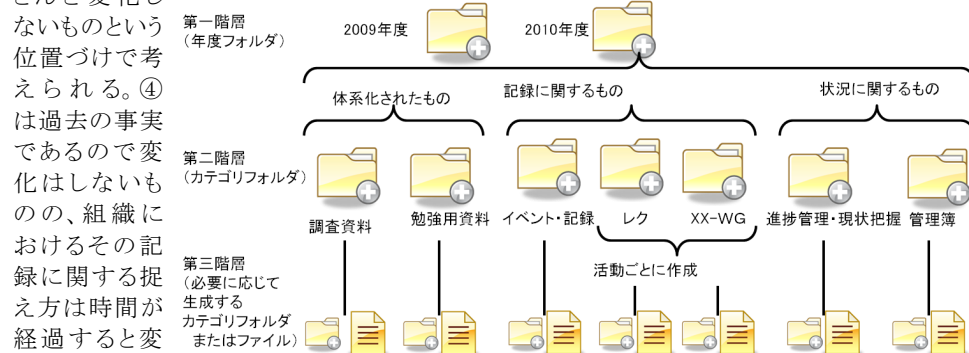 とんど変化し
ないものという
位置づけで考
えられる。④
は過去の事実
であるので変
化はしないも
のの、組織に
おけるその記
録に関する捉
え方は時間が
経過すると変
第一階層
(年度フォルダ)
2009年度
2010年度
体系化されたもの
記録に関するもの
状況に関するもの
第二階層
(カテゴリフォルダ)
調査資料
勉強用資料
イベント・記録
レク
XX-WG
進捗管理・現状把握
管理簿
活動ごとに作成
第三階層
(必要に応じて
生成する
カテゴリフォルダ
またはファイル)